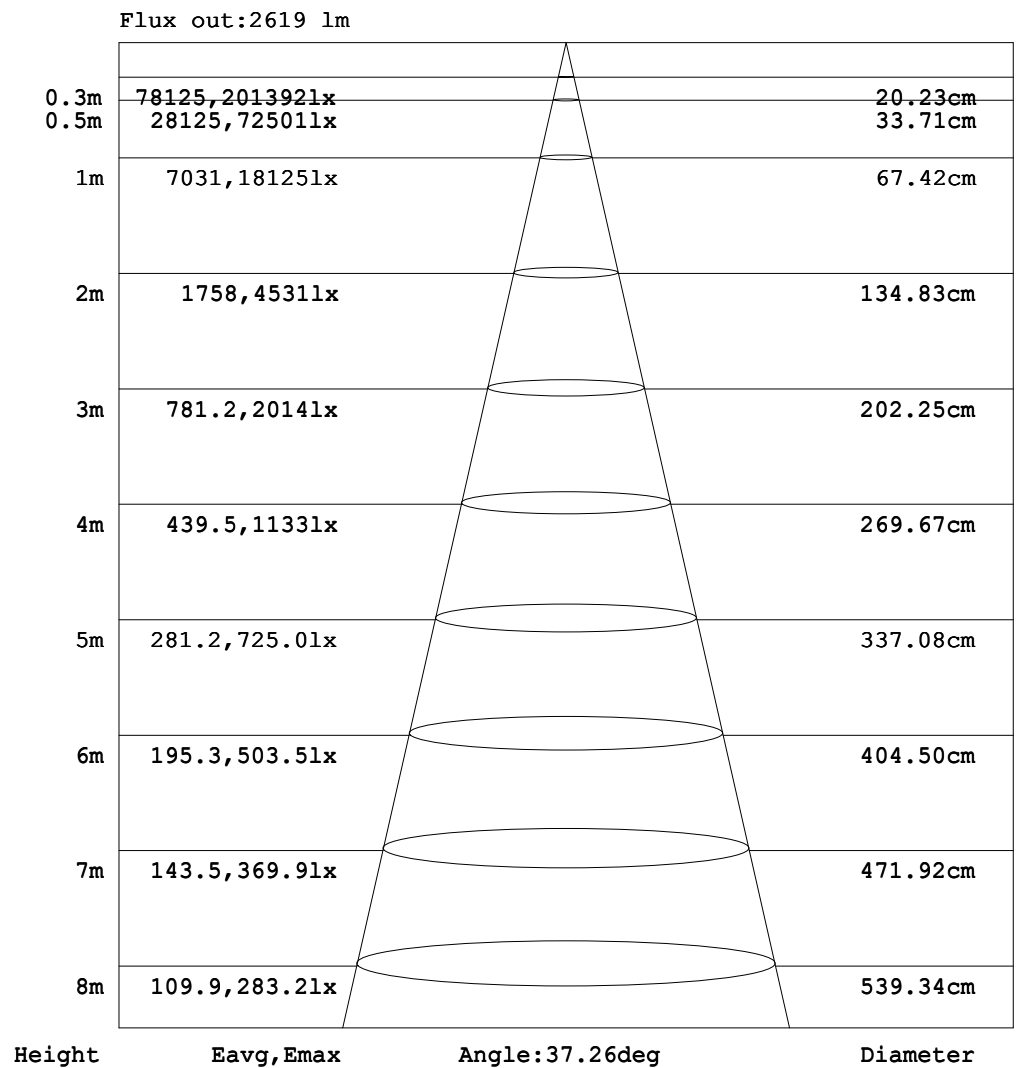 Flux out:2619 lm
0.3m 78125,201392lx 20.23cm
0.5m 28125,72501lx 33.71cm
1m 7031,18125lx 67.42cm
2m 1758,4531lx 134.83cm
3m 781.2,2014lx 202.25cm
4m 439.5,1133lx 269.67cm
5m 281.2,725.0lx 337.08cm
6m 195.3,503.5lx 404.50cm
7m 143.5,369.9lx 471.92cm
8m 109.9,283.2lx 539.34cm
Height Eavg,Emax Angle:37.26deg Diameter